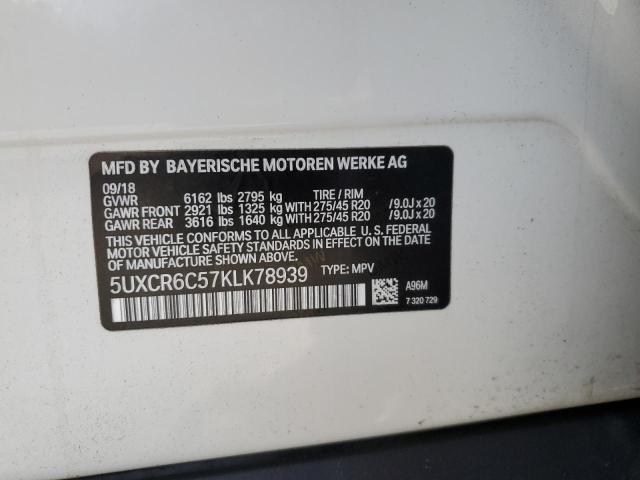 MFD BY BAYERISCHE MOTOREN WERKE AG
09/18
GVWR 6162 lbs 2795 kg TIRE / RIM
GAWR FRONT 2921 lbs 1325 kg WITH 275/45 R20 /9.0J x 20
GAWR REAR 3616 lbs 1640 kg WITH 275/45 R20 /9.0J x 20
THIS VEHICLE CONFORMS TO ALL APPLICABLE U.S. FEDERAL
MOTOR VEHICLE SAFETY STANDARDS IN EFFECT ON THE DATE
OF MANUFACTURE SHOWN ABOVE.
5UXCR6C57KLK78939 TYPE: MPV
A96M
7 320 729